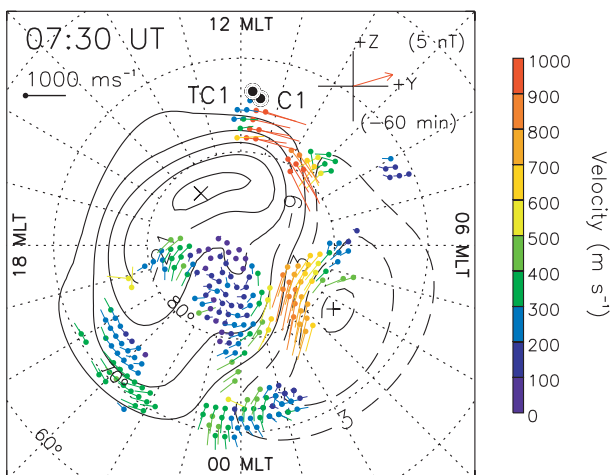 12 MLT
07:30 UT
+Z (5 nT)
1000 ms⁻¹
TC1 C1
+Y
(−60 min)
18 MLT
06 MLT
9
3
80°
70°
60°
3
00 MLT
1000
900
800
700
600
500
400
300
200
100
0
Velocity (m s⁻¹)